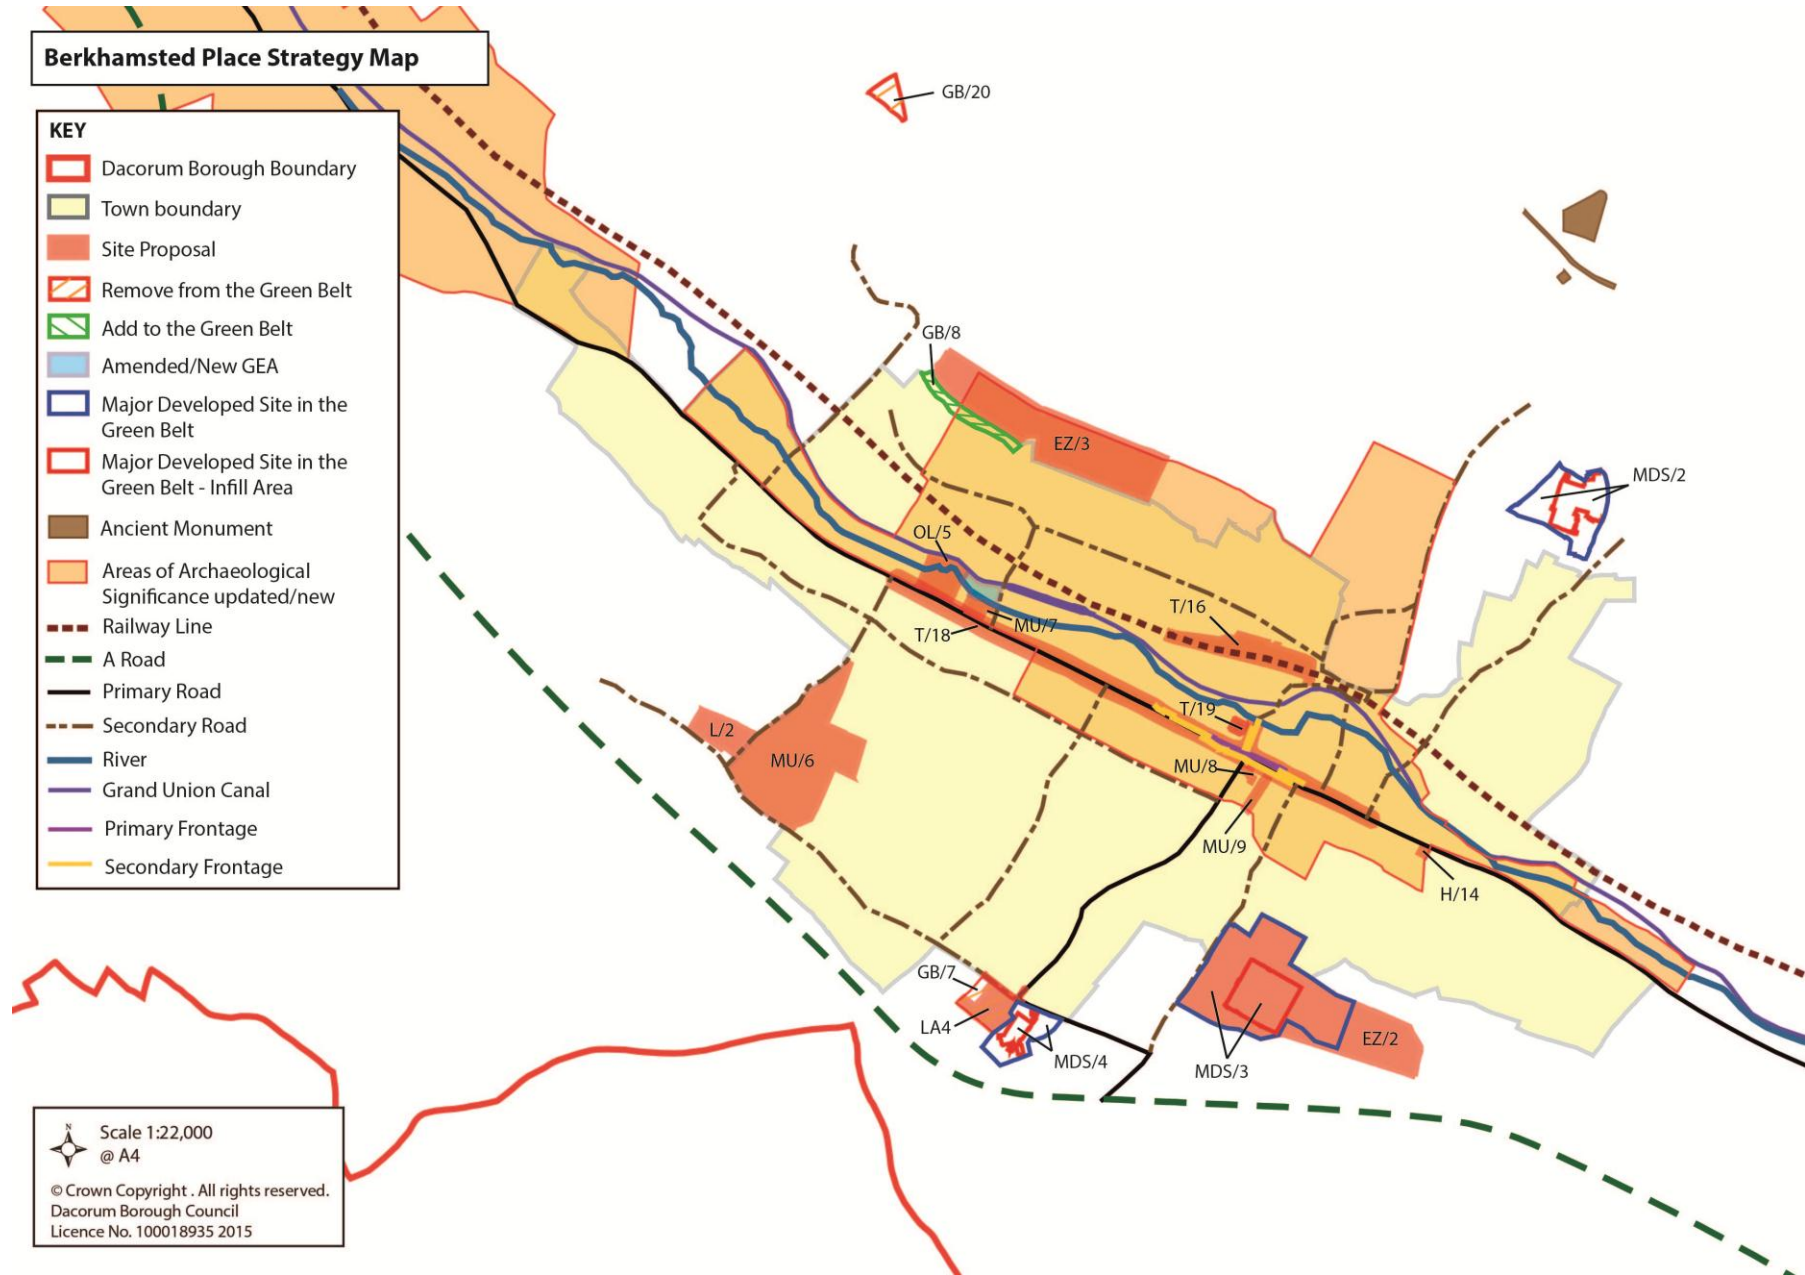 Berkhamsted Place Strategy Map
KEY
Dacorum Borough Boundary
Town boundary
Site Proposal
Remove from the Green Belt
Add to the Green Belt
Amended/New GEA
Major Developed Site in the
Green Belt
Major Developed Site in the
Green Belt - Infill Area
Ancient Monument
Areas of Archaeological
Significance updated/new
Railway Line
A Road
Primary Road
Secondary Road
River
Grand Union Canal
Primary Frontage
Secondary Frontage
GB/20
GB/8
EZ/3
MDS/2
OL/5
T/16
T/18
MU/7
L/2
MU/6
T/19
MU/8
MU/9
H/14
GB/7
LA4
MDS/4
MDS/3
EZ/2
N
Scale 1:22,000
@ A4
© Crown Copyright . All rights reserved.
Dacorum Borough Council
Licence No. 100018935 2015